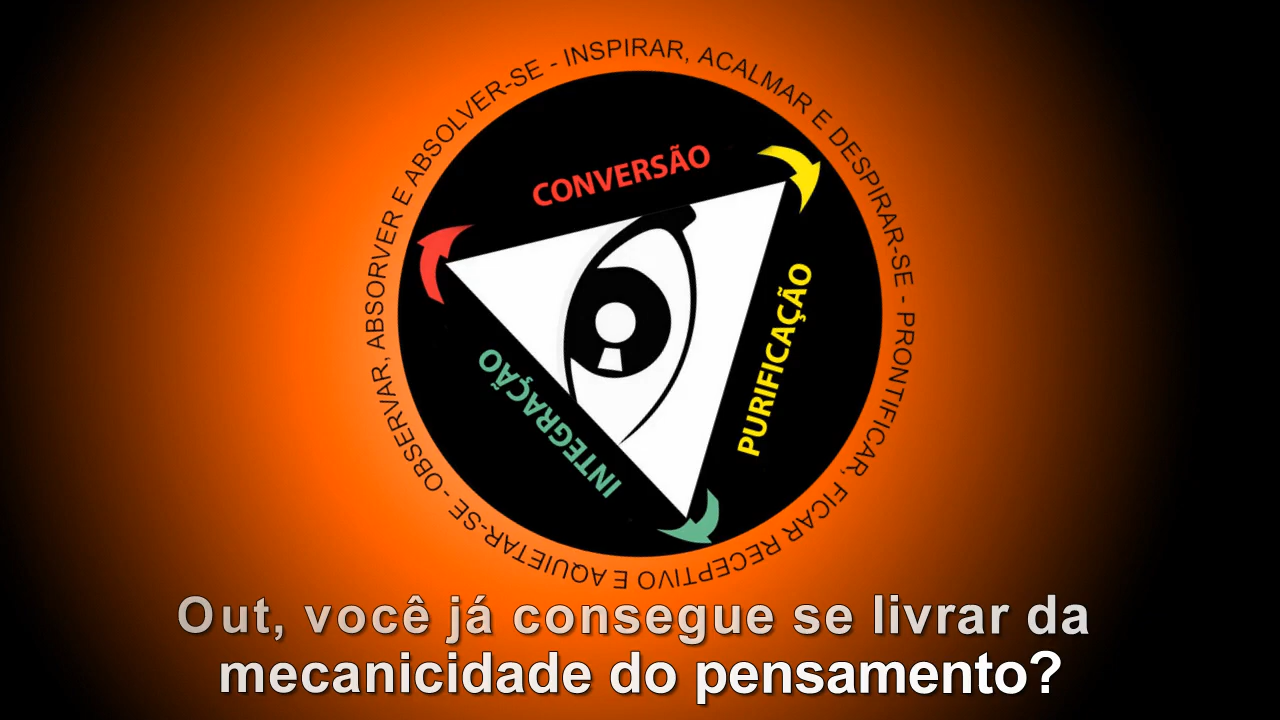 INSPIRAR, ACALMAR E DESPIRAR-SE - PRONTIFICAR, FICAR RECEPTIVO E AQUIETAR-SE - OBSERVAR, ABSORVER E ABSOLVER-SE -
CONVERSÃO
PURIFICAÇÃO
INTEGRAÇÃO
Out, você já consegue se livrar da
mecanicidade do pensamento?